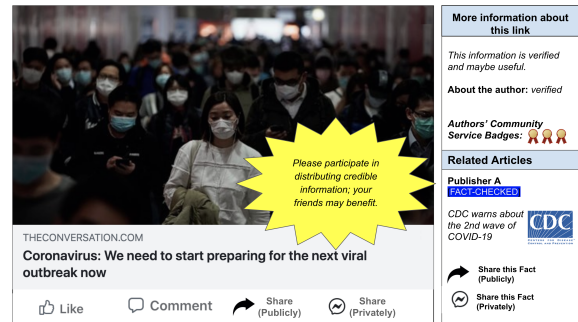 Please participate in
distributing credible
information; your
friends may benefit.
THECONVERSATION.COM
Coronavirus: We need to start preparing for the next viral
outbreak now
Like
Comment
Share
(Publicly)
Share
(Privately)
More information about
this link
This information is verified
and maybe useful.
About the author: verified
Authors' Community
Service Badges:
Related Articles
Publisher A
FACT-CHECKED
CDC warns about
the 2nd wave of
COVID-19
CDC
Share this Fact
(Publicly)
Share this Fact
(Privately)